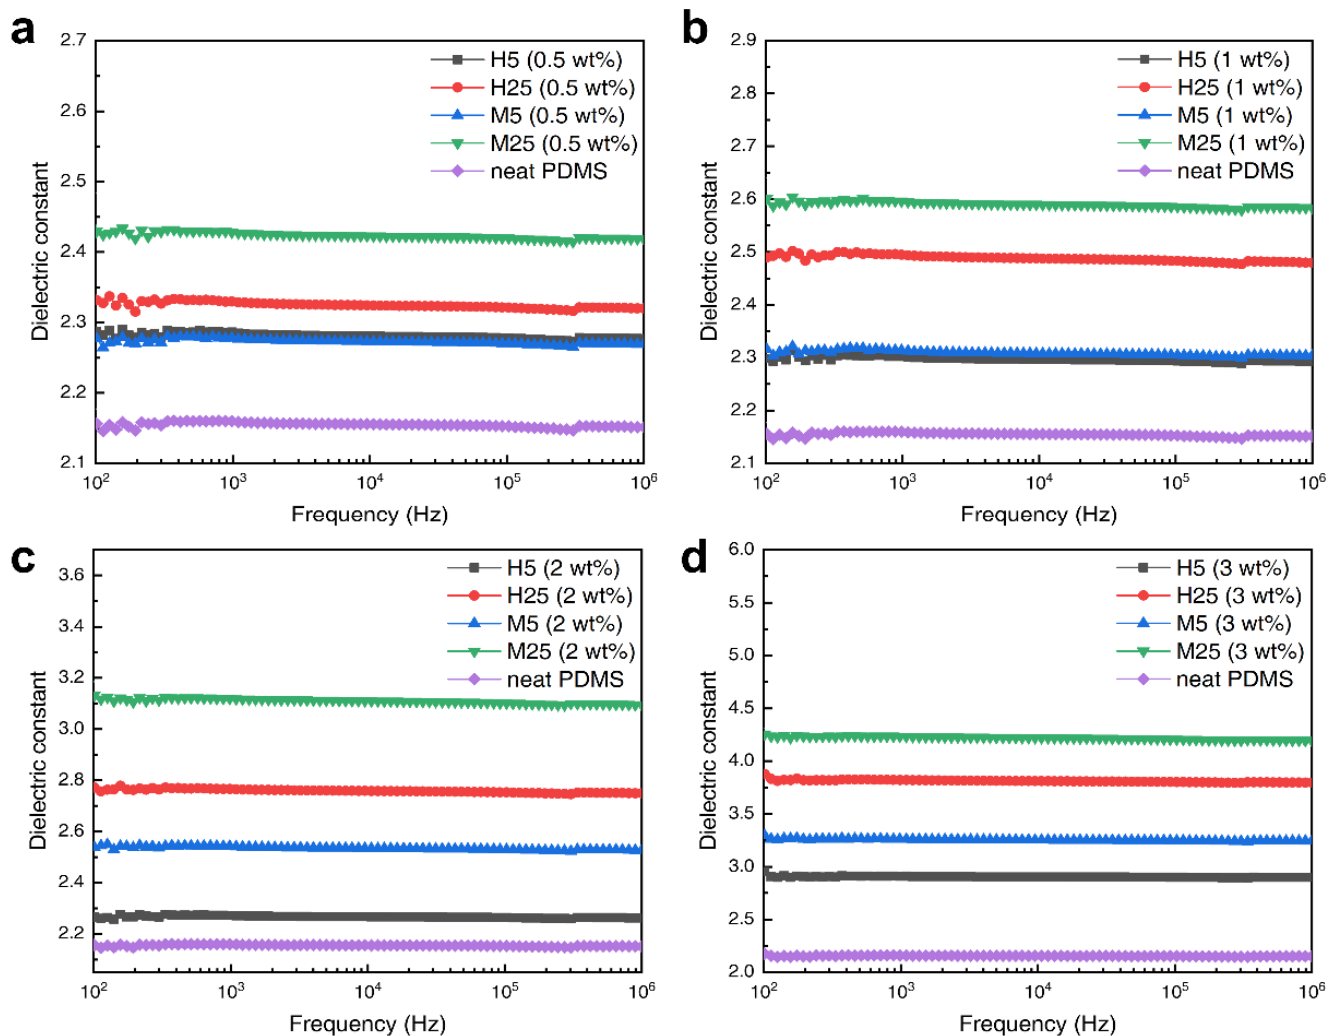 a
2.7
2.6
2.5
2.4
2.3
2.2
2.1
Dielectric constant
H5 (0.5 wt%)
H25 (0.5 wt%)
M5 (0.5 wt%)
M25 (0.5 wt%)
neat PDMS
10² 10³ 10⁴ 10⁵ 10⁶
Frequency (Hz)
b
2.9
2.8
2.7
2.6
2.5
2.4
2.3
2.2
2.1
Dielectric constant
H5 (1 wt%)
H25 (1 wt%)
M5 (1 wt%)
M25 (1 wt%)
neat PDMS
10² 10³ 10⁴ 10⁵ 10⁶
Frequency (Hz)
c
3.6
3.4
3.2
3.0
2.8
2.6
2.4
2.2
Dielectric constant
H5 (2 wt%)
H25 (2 wt%)
M5 (2 wt%)
M25 (2 wt%)
neat PDMS
10² 10³ 10⁴ 10⁵ 10⁶
Frequency (Hz)
d
6.0
5.5
5.0
4.5
4.0
3.5
3.0
2.5
2.0
Dielectric constant
H5 (3 wt%)
H25 (3 wt%)
M5 (3 wt%)
M25 (3 wt%)
neat PDMS
10² 10³ 10⁴ 10⁵ 10⁶
Frequency (Hz)